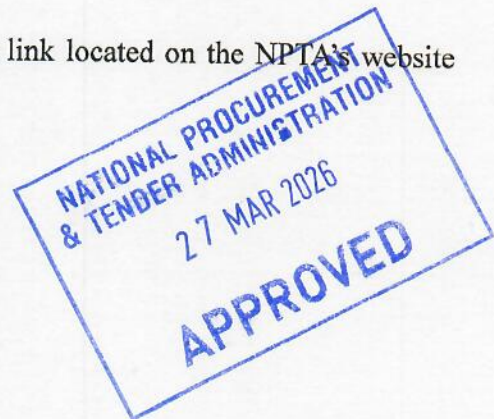 link located on the NPTA's website
NATIONAL PROCUREMENT
& TENDER ADMINISTRATION
27 MAR 2026
APPROVED